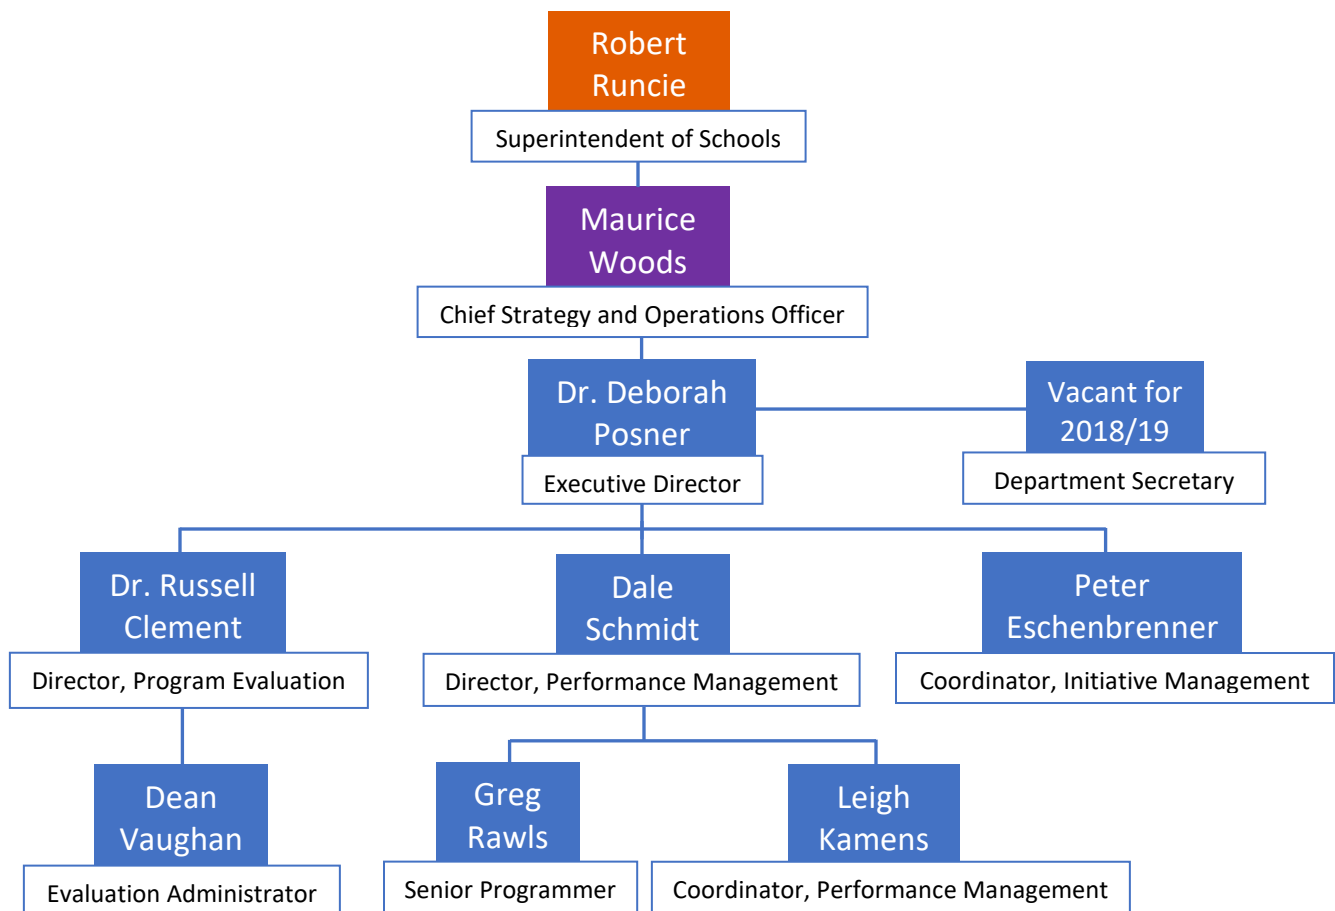 Robert
Runcie
Superintendent of Schools
Maurice
Woods
Chief Strategy and Operations Officer
Dr. Deborah
Posner
Executive Director
Vacant for
2018/19
Department Secretary
Dr. Russell
Clement
Director, Program Evaluation
Dale
Schmidt
Director, Performance Management
Peter
Eschenbrenner
Coordinator, Initiative Management
Dean
Vaughan
Evaluation Administrator
Greg
Rawls
Senior Programmer
Leigh
Kamens
Coordinator, Performance Management